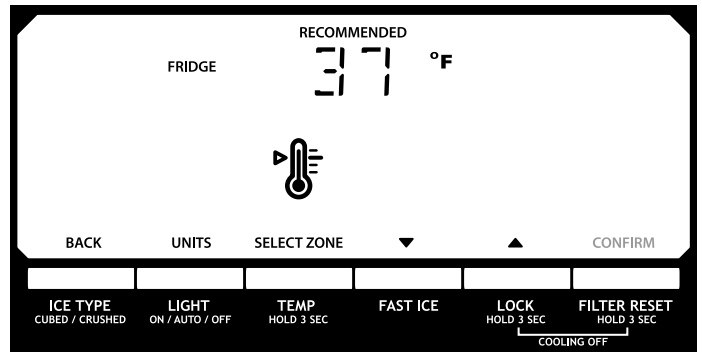 RECOMMENDED
FRIDGE 37 °F
BACK UNITS SELECT ZONE ▼ ▲ CONFIRM
ICE TYPE LIGHT TEMP FAST ICE LOCK FILTER RESET
CUBED / CRUSHED ON / AUTO / OFF HOLD 3 SEC HOLD 3 SEC HOLD 3 SEC
COOLING OFF